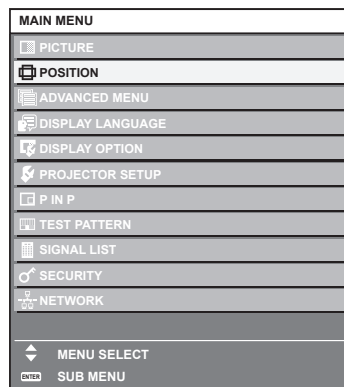 MAIN MENU
PICTURE
POSITION
ADVANCED MENU
DISPLAY LANGUAGE
DISPLAY OPTION
PROJECTOR SETUP
P IN P
TEST PATTERN
SIGNAL LIST
SECURITY
NETWORK
MENU SELECT
ENTER SUB MENU